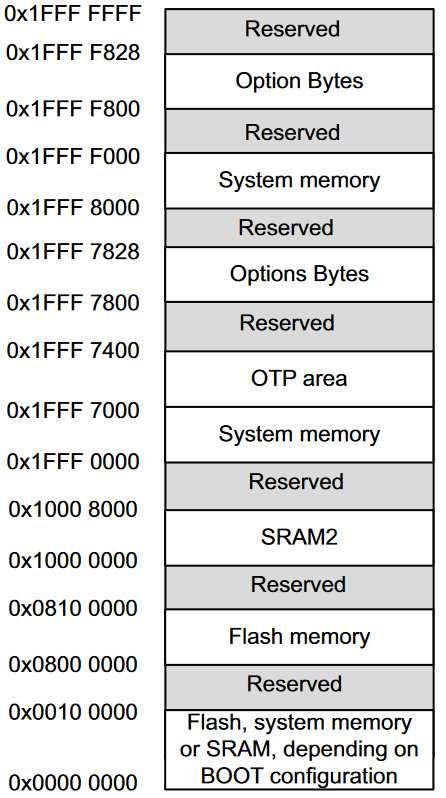 0x1FFF FFFF
Reserved
0x1FFF F828
Option Bytes
0x1FFF F800
Reserved
0x1FFF F000
System memory
0x1FFF 8000
Reserved
0x1FFF 7828
Options Bytes
0x1FFF 7800
Reserved
0x1FFF 7400
OTP area
0x1FFF 7000
System memory
0x1FFF 0000
Reserved
0x1000 8000
SRAM2
0x1000 0000
Reserved
0x0810 0000
Flash memory
0x0800 0000
Reserved
0x0010 0000
Flash, system memory
or SRAM, depending on
BOOT configuration
0x0000 0000